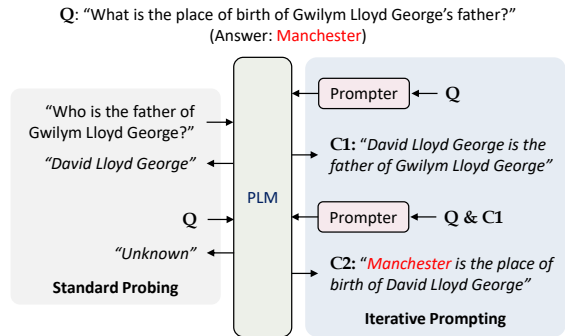 Q: “What is the place of birth of Gwilym Lloyd George’s father?”
(Answer: Manchester)
“Who is the father of
Gwilym Lloyd George?”
“David Lloyd George”
Q
“Unknown”
Standard Probing
PLM
Prompter
Q
C1: “David Lloyd George is the
father of Gwilym Lloyd George”
Prompter
Q & C1
C2: “Manchester is the place of
birth of David Lloyd George”
Iterative Prompting